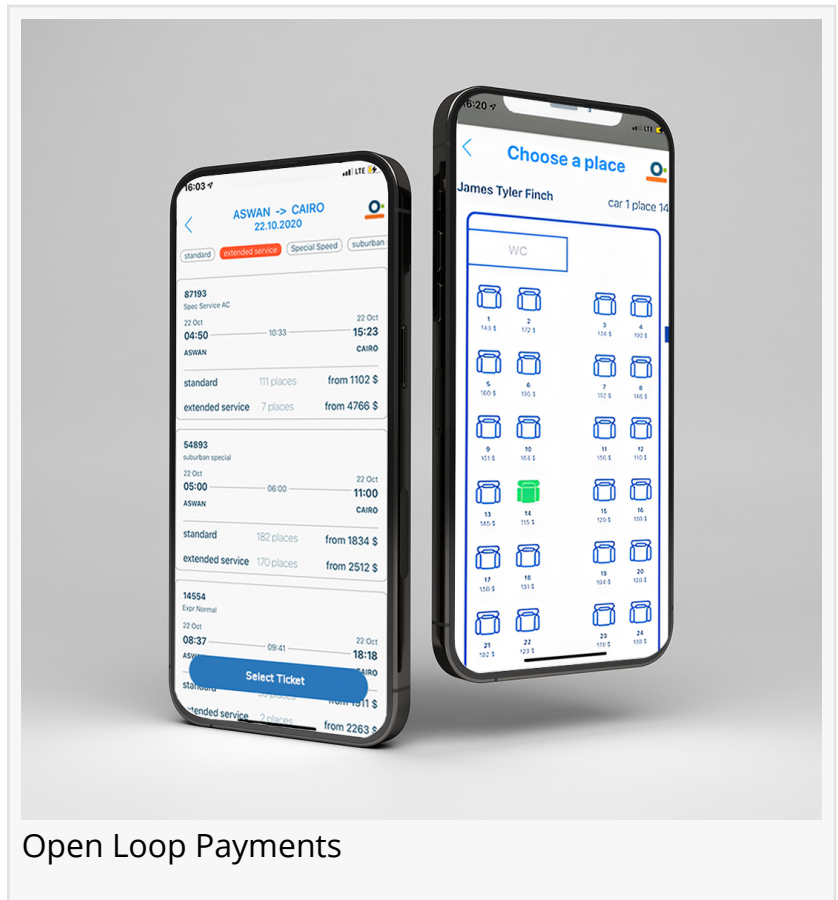 16:03
LTE
ASWAN -> CAIRO
22.10.2020
standard
extended service
Special Speed
suburban
87193
Spec Service AC
22 Oct
22 Oct
04:50
10:33
15:23
ASWAN
CAIRO
standard 111 places from 1102 $
extended service 7 places from 4766 $
54893
suburban special
22 Oct
22 Oct
05:00
06:00
11:00
ASWAN
CAIRO
standard 182 places from 1834 $
extended service 170 places from 2512 $
14554
Expr Normal
22 Oct
22 Oct
08:37
09:41
18:18
Select Ticket
extended service 2 places from 2263 $
16:20
LTE
Choose a place
James Tyler Finch
car 1 place 14
WC
1
2
3
4
5
6
7
8
9
10
11
12
13
14
15
16
17
18
19
20
21
22
23
24
Open Loop Payments